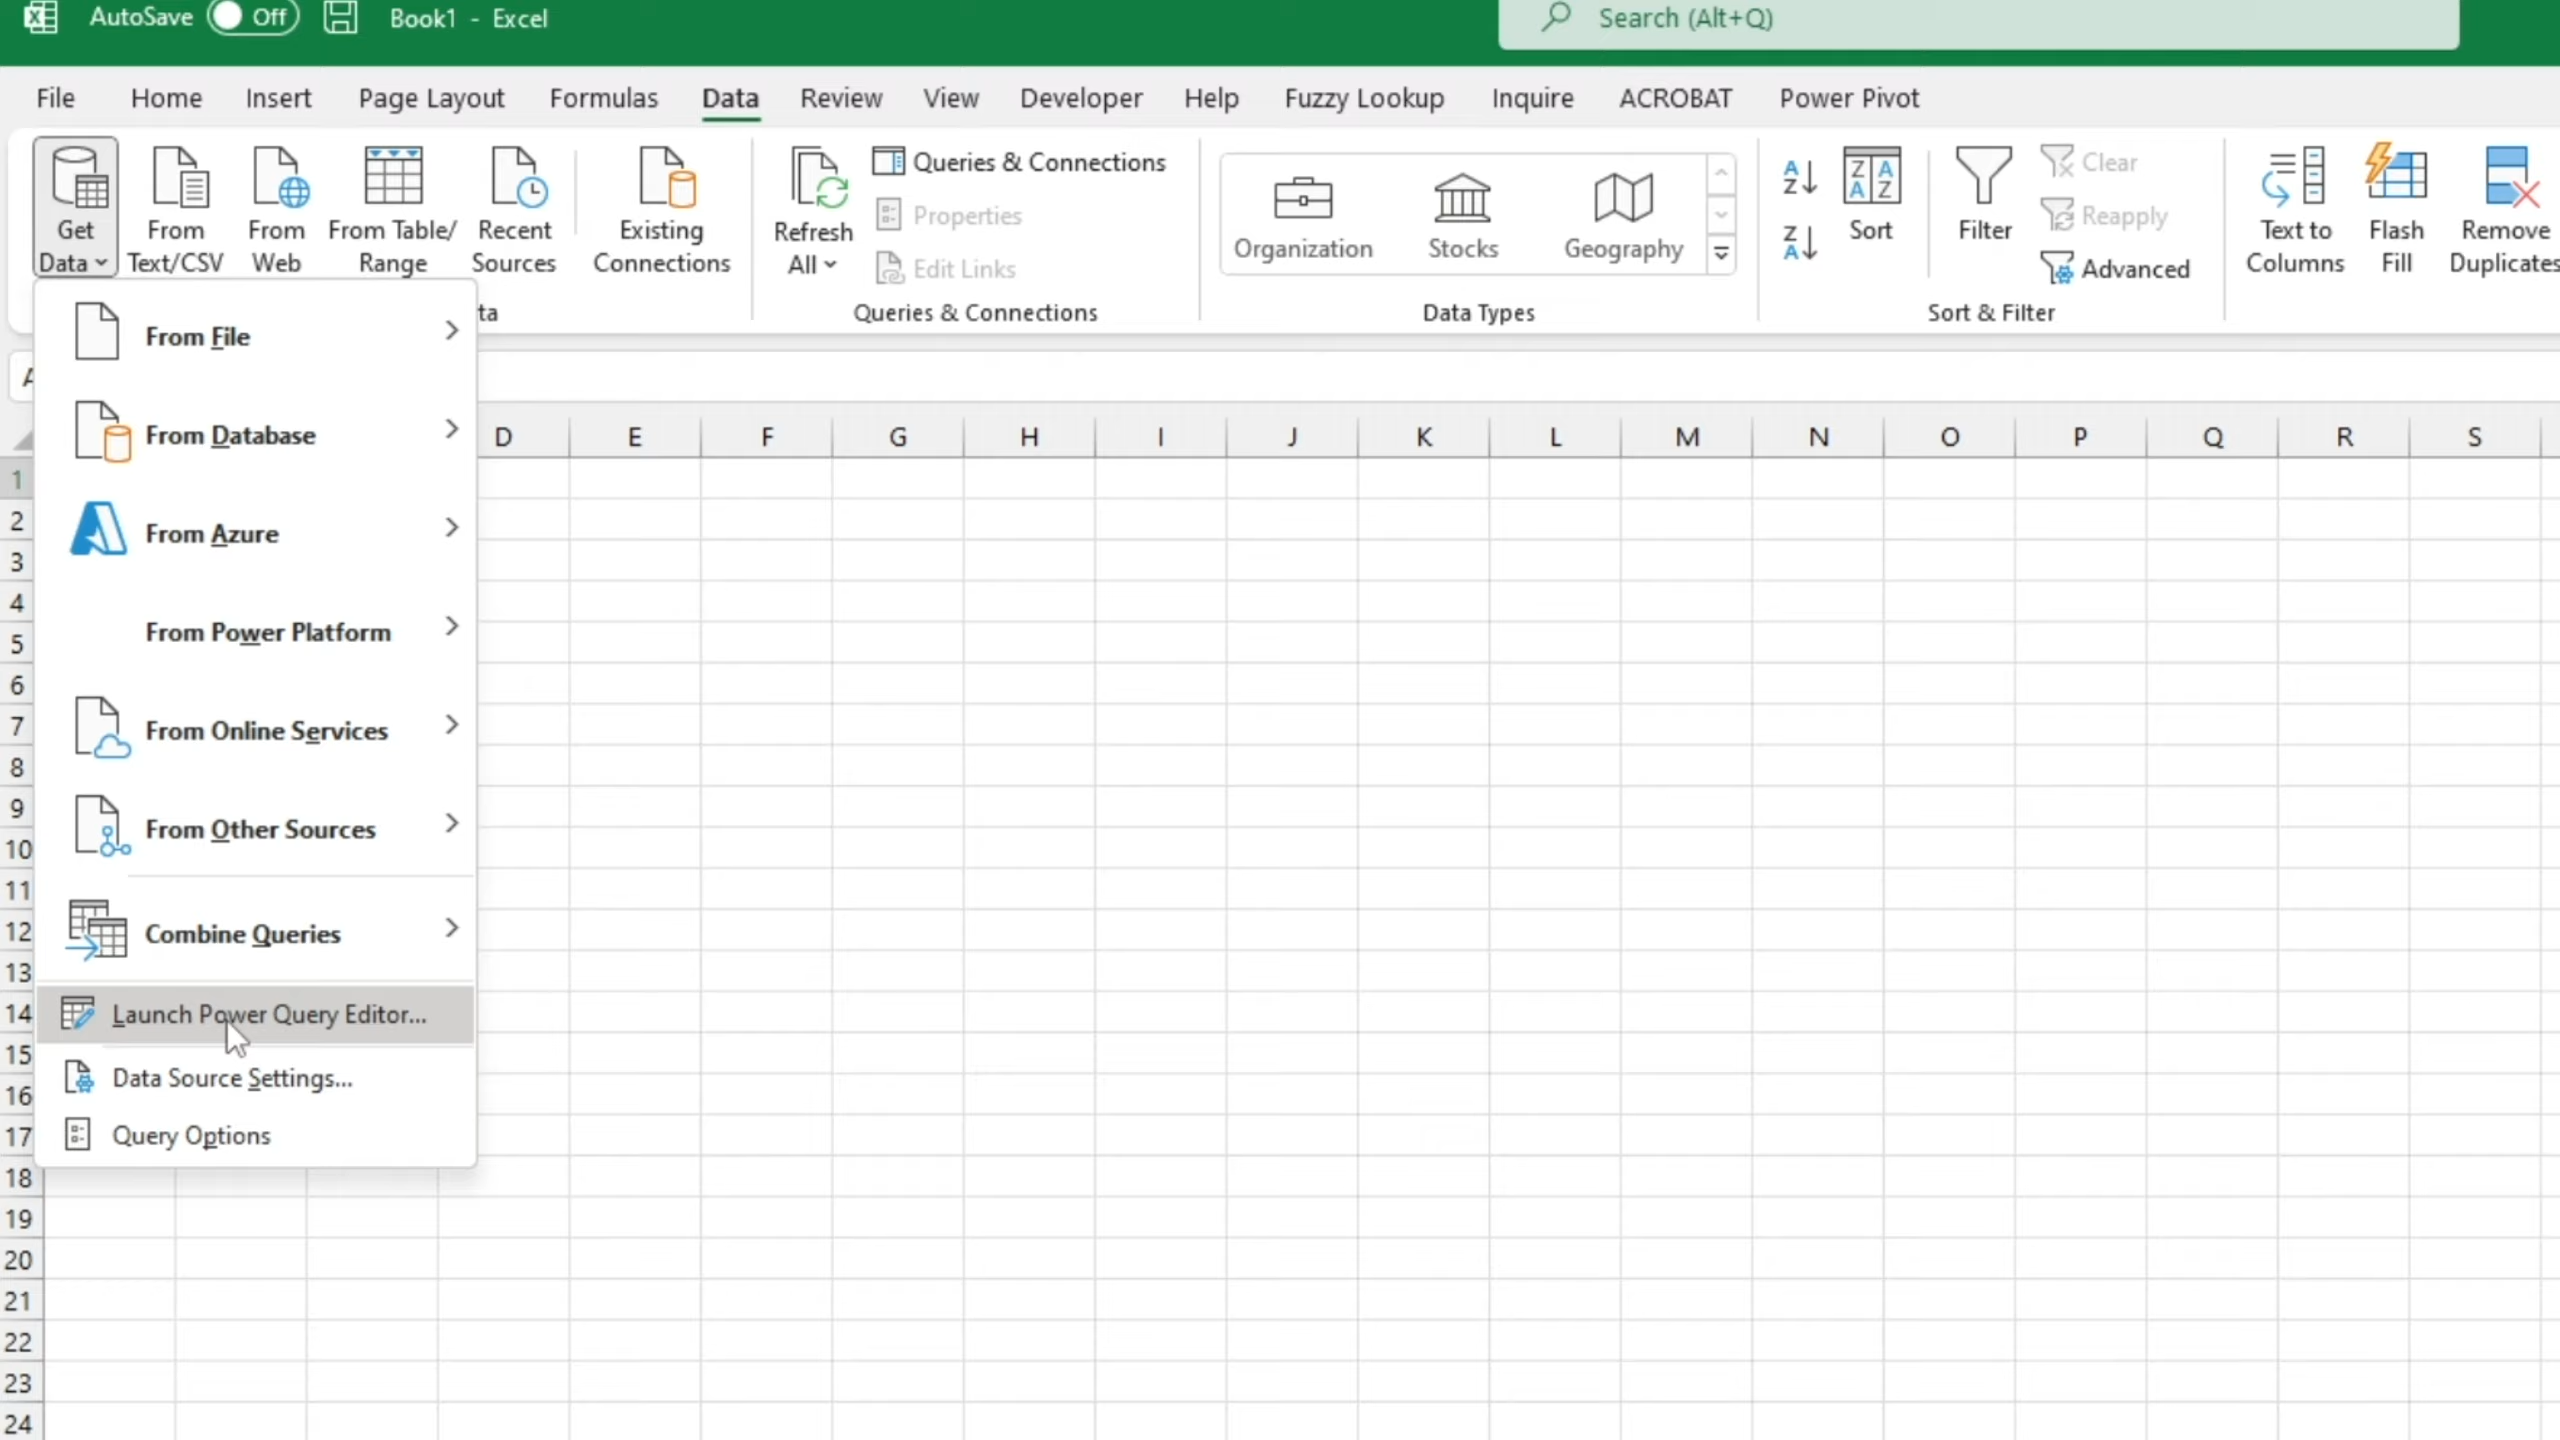 AutoSave Off Book1 - Excel Search (Alt+Q)
File Home Insert Page Layout Formulas Data Review View Developer Help Fuzzy Lookup Inquire ACROBAT Power Pivot
Get Data
From Text/CSV
From Web
From Table/ Range
Recent Sources
Existing Connections
Refresh All
Queries & Connections
Properties
Edit Links
Organization Stocks Geography
Sort
Filter
Clear
Reapply
Advanced
Text to Columns
Flash Fill
Remove Duplicates
ta
Queries & Connections
Data Types
Sort & Filter
From File
From Database
From Azure
From Power Platform
From Online Services
From Other Sources
Combine Queries
Launch Power Query Editor...
Data Source Settings...
Query Options
D E F G H I J K L M N O P Q R S
1
2
3
4
5
6
7
8
9
10
11
12
13
14
15
16
17
18
19
20
21
22
23
24